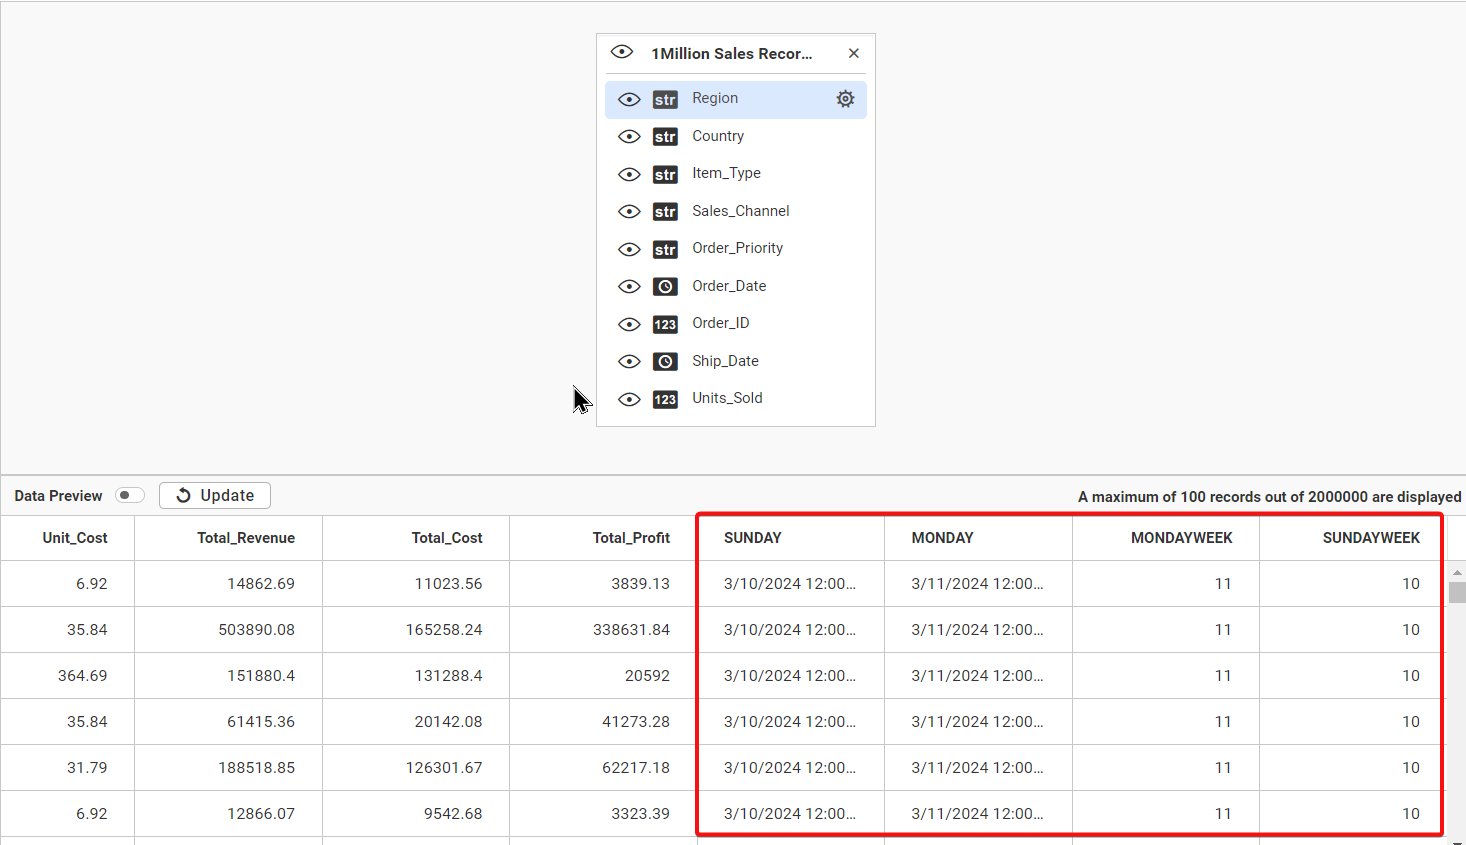 1Million Sales Recor...
str Region
str Country
str Item_Type
str Sales_Channel
str Order_Priority
Order_Date
123 Order_ID
Ship_Date
123 Units_Sold
Data Preview Update A maximum of 100 records out of 2000000 are displayed
Unit_Cost Total_Revenue Total_Cost Total_Profit SUNDAY MONDAY MONDAYWEEK SUNDAYWEEK
6.92 14862.69 11023.56 3839.13 3/10/2024 12:00... 3/11/2024 12:00... 11 10
35.84 503890.08 165258.24 338631.84 3/10/2024 12:00... 3/11/2024 12:00... 11 10
364.69 151880.4 131288.4 20592 3/10/2024 12:00... 3/11/2024 12:00... 11 10
35.84 61415.36 20142.08 41273.28 3/10/2024 12:00... 3/11/2024 12:00... 11 10
31.79 188518.85 126301.67 62217.18 3/10/2024 12:00... 3/11/2024 12:00... 11 10
6.92 12866.07 9542.68 3323.39 3/10/2024 12:00... 3/11/2024 12:00... 11 10